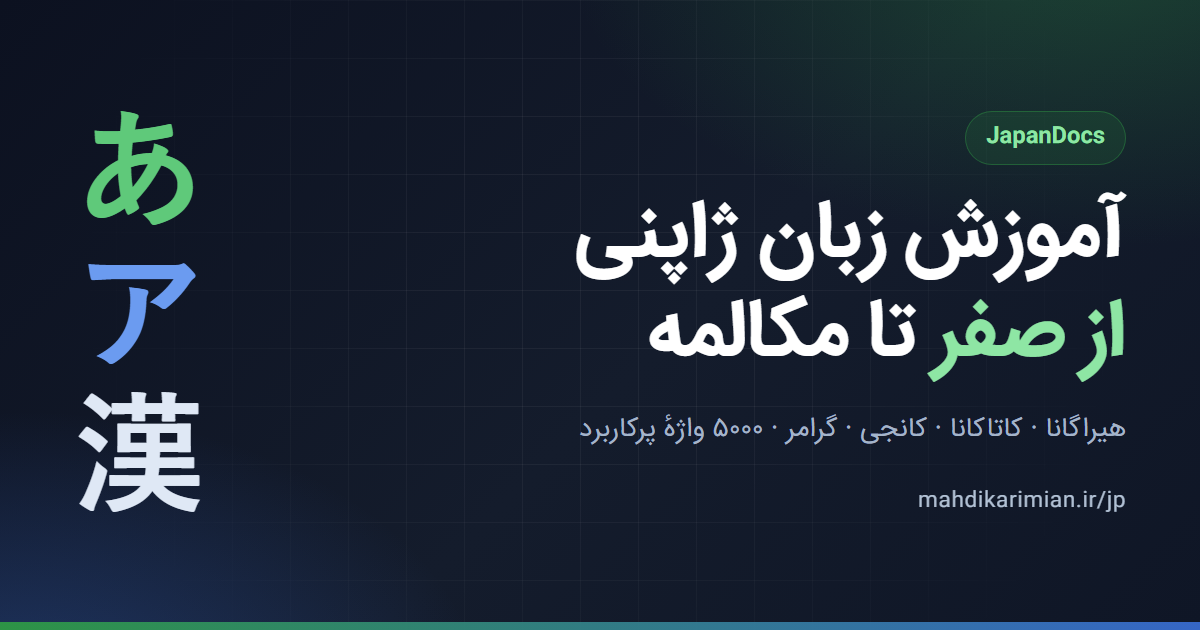 JapanDocs
آموزش زبان ژاپنی
از صفر تا مکالمه
هیراگانا · کاتاکانا · کانجی · گرامر · ۵۰۰۰ واژهٔ پرکاربرد
mahdikarimian.ir/jp
あ
ア
漢